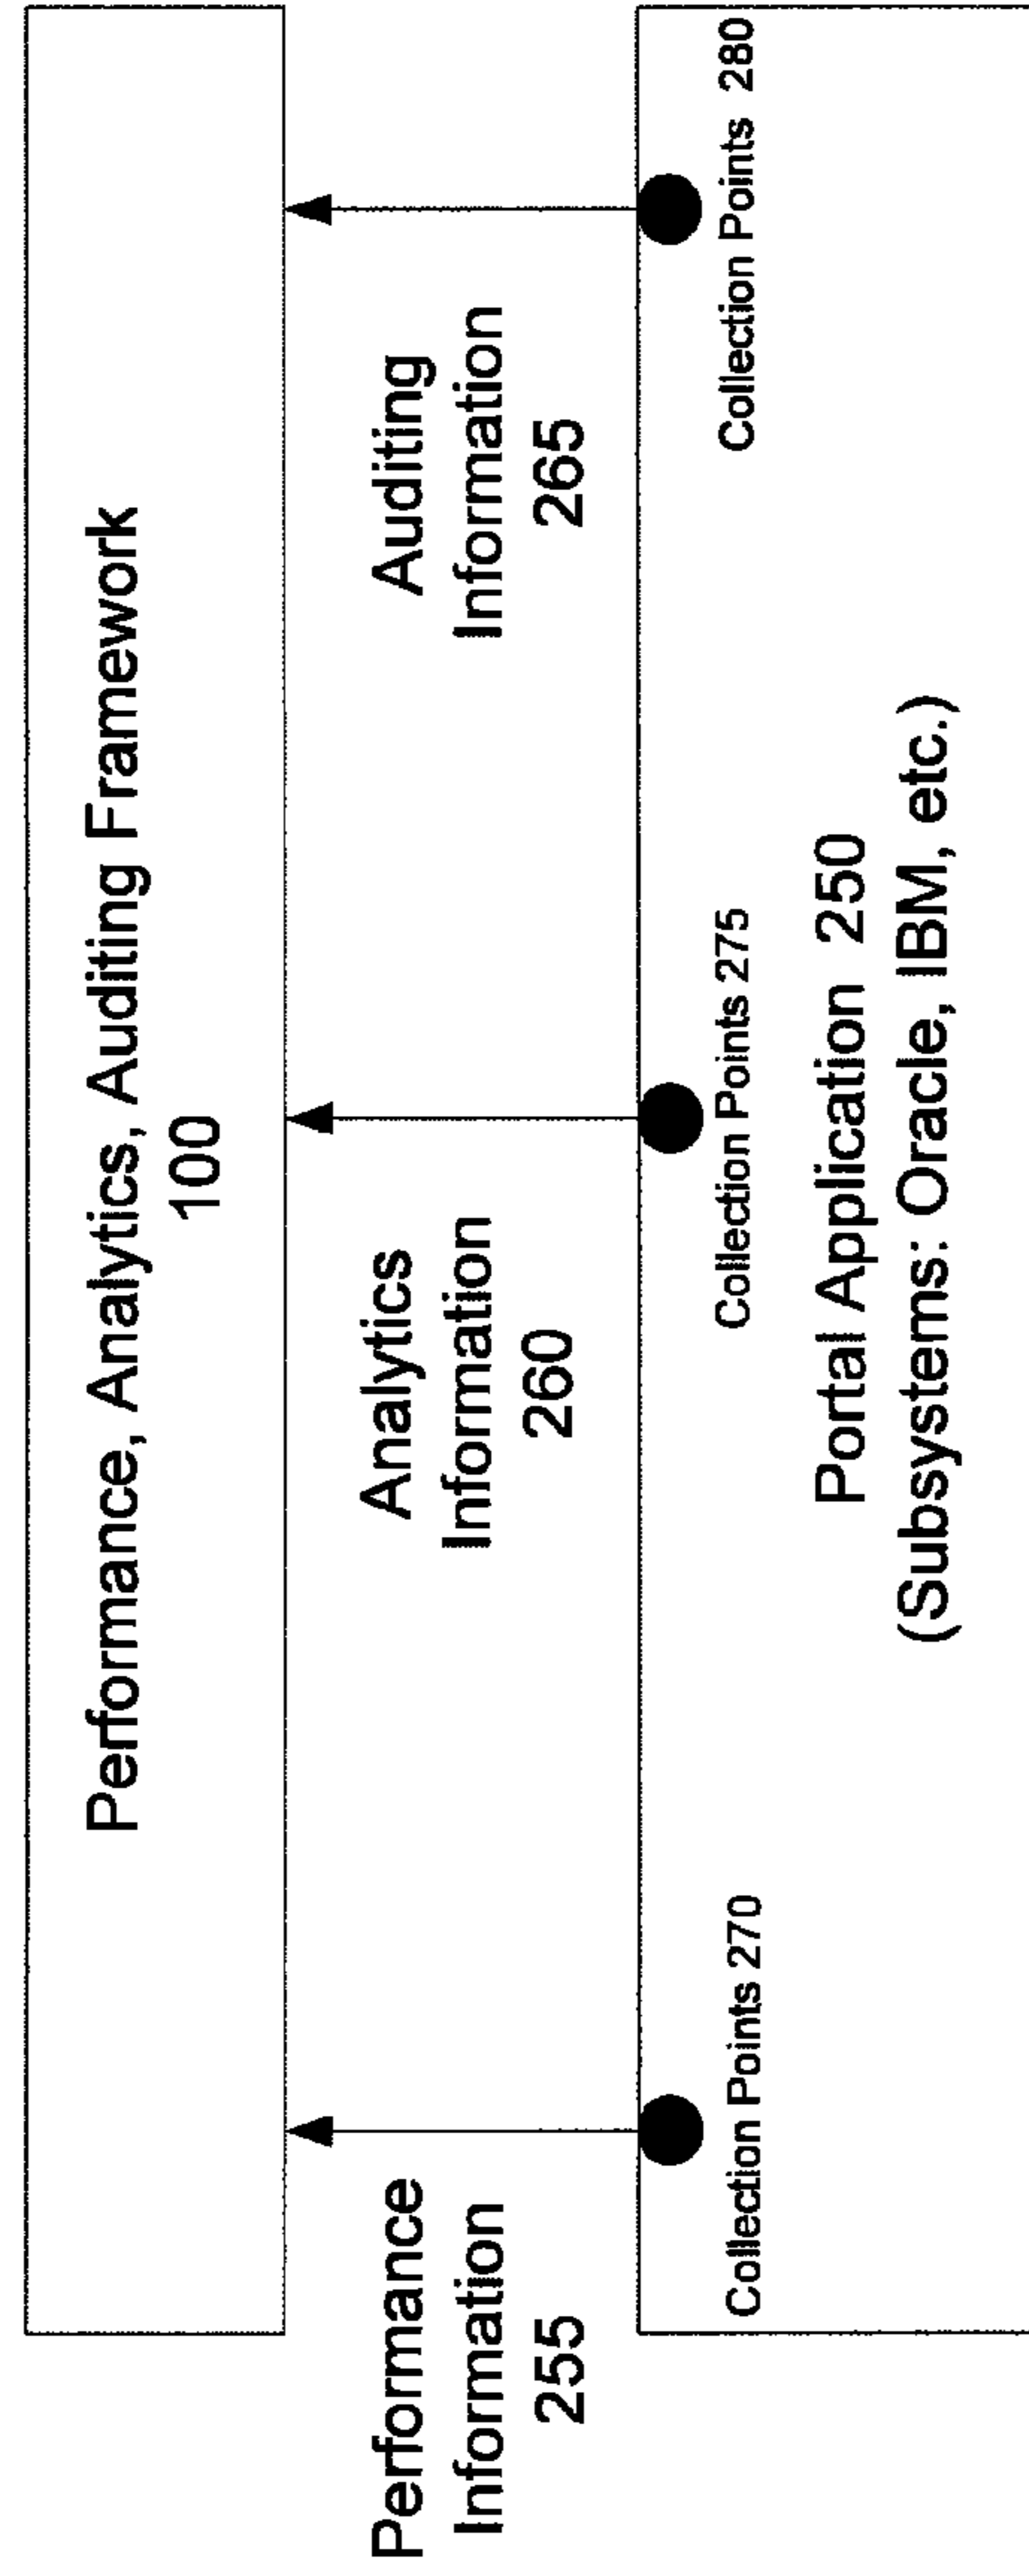 Performance, Analytics, Auditing Framework
100
Performance
Information
255
Analytics
Information
260
Auditing
Information
265
Collection Points 270
Collection Points 275
Collection Points 280
Portal Application 250
(Subsystems: Oracle, IBM, etc.)